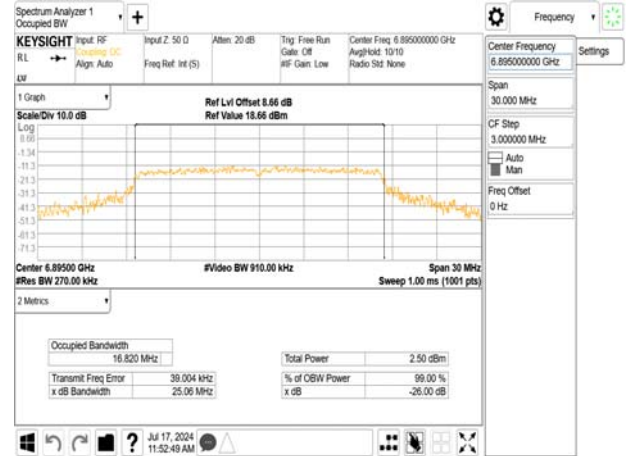 Spectrum Analyzer 1
Occupied BW
Frequency
KEYSIGHT
Input: RF
Coupling: DC
Align: Auto
Input Z: 50 Ω
Freq Ref: Int (S)
Atten: 20 dB
Trig: Free Run
Gate: Off
#IF Gain: Low
Center Freq: 6.895000000 GHz
Avg|Hold: 10/10
Radio Std: None
RL
Center Frequency
6.895000000 GHz
Settings
Span
30.000 MHz
CF Step
3.000000 MHz
Auto
Man
Freq Offset
0 Hz
1 Graph
Scale/Div 10.0 dB
Ref Lvl Offset 8.66 dB
Ref Value 18.66 dBm
Log
8.66
-1.34
-11.3
-21.3
-31.3
-41.3
-51.3
-61.3
-71.3
Center 6.89500 GHz
#Video BW 910.00 kHz
Span 30 MHz
#Res BW 270.00 kHz
Sweep 1.00 ms (1001 pts)
2 Metrics
Occupied Bandwidth
16.820 MHz
Total Power
2.50 dBm
Transmit Freq Error
39.004 kHz
% of OBW Power
99.00 %
x dB Bandwidth
25.06 MHz
x dB
-26.00 dB
Jul 17, 2024
11:52:49 AM